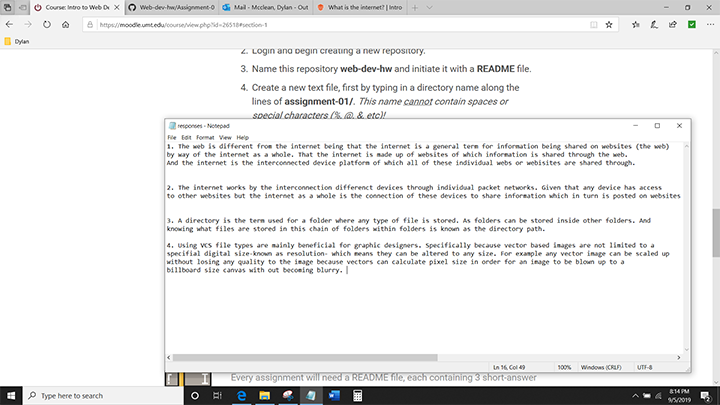 Course: Intro to Web De
Web-dev-hw/Assignment-0
Mail - Mcclean, Dylan - Out
What is the internet? | Intro
https://moodle.umt.edu/course/view.php?id=26518#section-1
Dylan
2. Login and begin creating a new repository.
3. Name this repository web-dev-hw and initiate it with a README file.
4. Create a new text file, first by typing in a directory name along the
lines of assignment-01/. This name cannot contain spaces or
special characters (%, @, &, etc)!
responses - Notepad
File Edit Format View Help
1. The web is different from the internet being that the internet is a general term for information being shared on websites (the web)
by way of the internet as a whole. That the internet is made up of websites of which information is shared through the web.
And the internet is the interconnected device platform of which all of these individual webs or websites are shared through.
2. The internet works by the interconnection differenct devices through individual packet networks. Given that any device has access
to other websites but the internet as a whole is the connection of these devices to share information which in turn is posted on websites
3. A directory is the term used for a folder where any type of file is stored. As folders can be stored inside other folders. And
knowing what files are stored in this chain of folders within folders is known as the directory path.
4. Using VCS file types are mainly beneficial for graphic designers. Specifically because vector based images are not limited to a
specifial digital size-known as resolution- which means they can be altered to any size. For example any vector image can be scaled up
without losing any quality to the image because vectors can calculate pixel size in order for an image to be blown up to a
billboard size canvas with out becoming blurry.
Ln 16, Col 49 100% Windows (CRLF) UTF-8
Every assignment will need a README file, each containing 3 short-answer
Type here to search
8:14 PM
9/5/2019